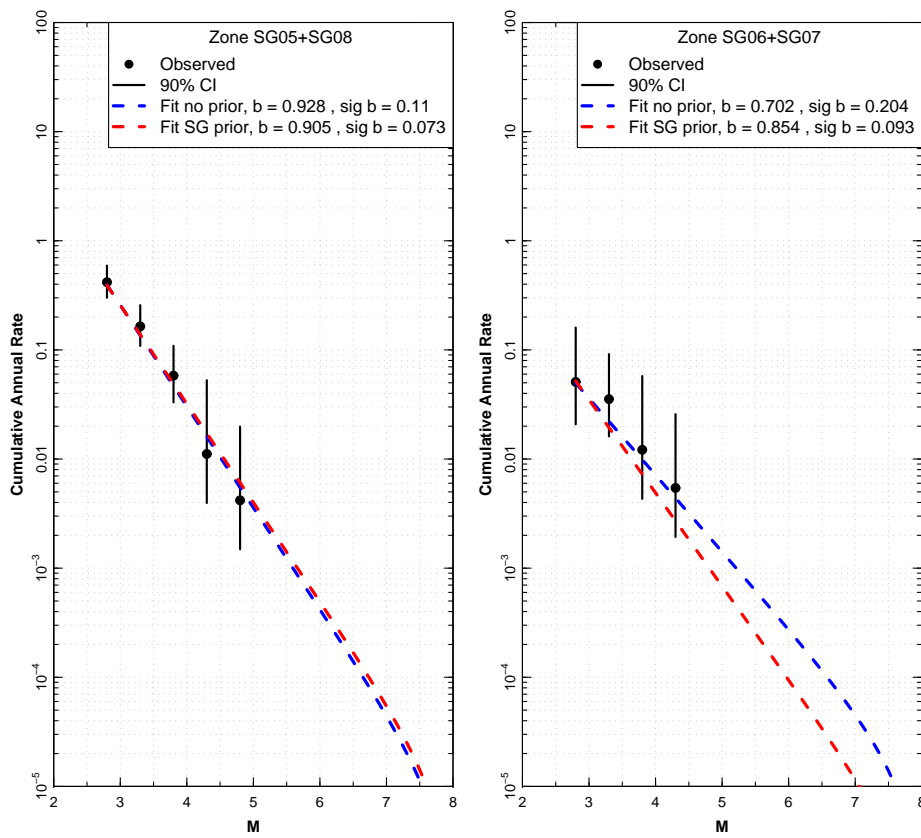 Zone SG05+SG08
Observed
90% CI
Fit no prior, b = 0.928 , sig b = 0.11
Fit SG prior, b = 0.905 , sig b = 0.073
100
10
1
0.1
0.01
10⁻³
10⁻⁴
10⁻⁵
Cumulative Annual Rate
2 3 4 5 6 7 8
M
Zone SG06+SG07
Observed
90% CI
Fit no prior, b = 0.702 , sig b = 0.204
Fit SG prior, b = 0.854 , sig b = 0.093
100
10
1
0.1
0.01
10⁻³
10⁻⁴
10⁻⁵
Cumulative Annual Rate
2 3 4 5 6 7 8
M